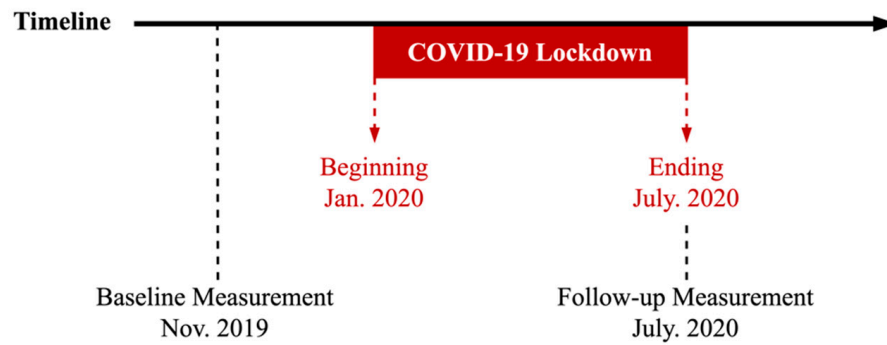 Timeline
COVID-19 Lockdown
Beginning
Jan. 2020
Ending
July. 2020
Baseline Measurement
Nov. 2019
Follow-up Measurement
July. 2020